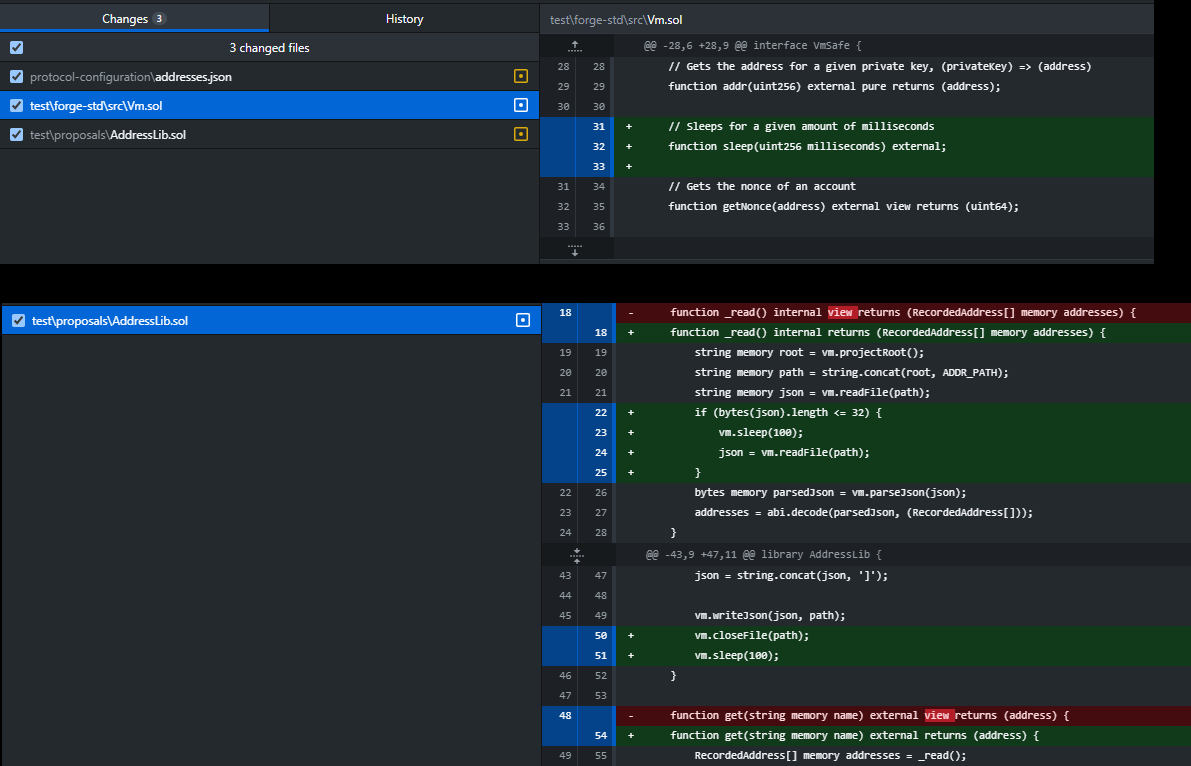 Changes 3 History
3 changed files
protocol-configuration\addresses.json
test\forge-std\src\Vm.sol
test\proposals\AddressLib.sol
test\forge-std\src\Vm.sol
@@ -28,6 +28,9 @@ interface VmSafe {
28 28 // Gets the address for a given private key, (privateKey) => (address)
29 29 function addr(uint256) external pure returns (address);
30 30
31 + // Sleeps for a given amount of milliseconds
32 + function sleep(uint256 milliseconds) external;
33 +
31 34 // Gets the nonce of an account
32 35 function getNonce(address) external view returns (uint64);
33 36
test\proposals\AddressLib.sol
18 - function _read() internal view returns (RecordedAddress[] memory addresses) {
18 + function _read() internal returns (RecordedAddress[] memory addresses) {
19 19 string memory root = vm.projectRoot();
20 20 string memory path = string.concat(root, ADDR_PATH);
21 21 string memory json = vm.readFile(path);
22 + if (bytes(json).length <= 32) {
23 + vm.sleep(100);
24 + json = vm.readFile(path);
25 + }
22 26 bytes memory parsedJson = vm.parseJson(json);
23 27 addresses = abi.decode(parsedJson, (RecordedAddress[]));
24 28 }
@@ -43,9 +47,11 @@ library AddressLib {
43 47 json = string.concat(json, ']');
44 48
45 49 vm.writeJson(json, path);
50 + vm.closeFile(path);
51 + vm.sleep(100);
46 52 }
47 53
48 - function get(string memory name) external view returns (address) {
54 + function get(string memory name) external returns (address) {
49 55 RecordedAddress[] memory addresses = _read();